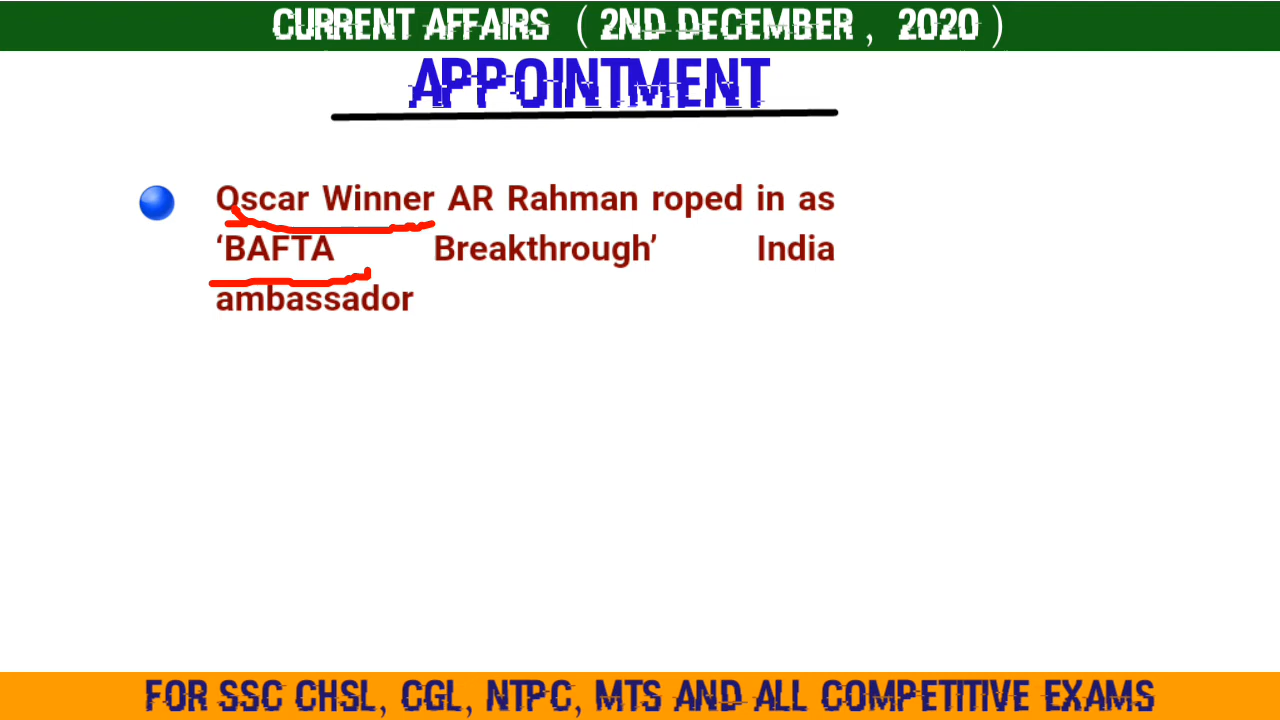 CURRENT AFFAIRS ( 2ND DECEMBER , 2020 )
APPOINTMENT
Oscar Winner AR Rahman roped in as
‘BAFTA Breakthrough’ India
ambassador
FOR SSC CHSL, CGL, NTPC, MTS AND ALL COMPETITIVE EXAMS